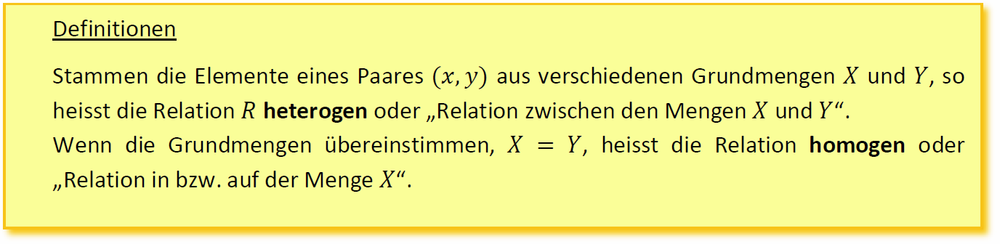 Definitionen
Stammen die Elemente eines Paares (x, y) aus verschiedenen Grundmengen X und Y, so
heisst die Relation R heterogen oder „Relation zwischen den Mengen X und Y“.
Wenn die Grundmengen übereinstimmen, X = Y, heisst die Relation homogen oder
„Relation in bzw. auf der Menge X“.